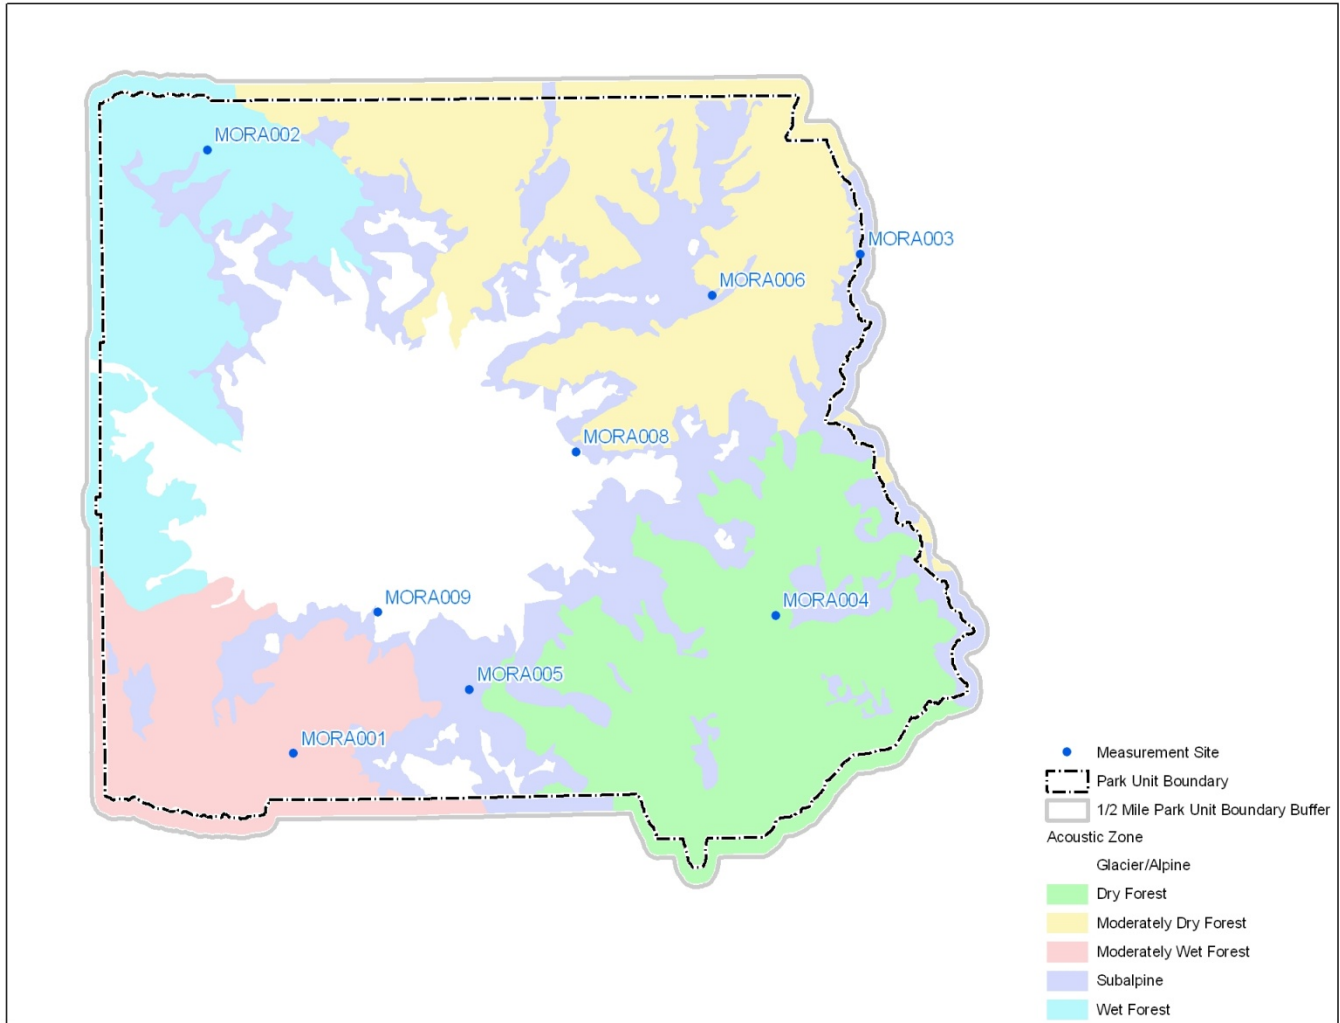 MORA002
MORA003
MORA006
MORA008
MORA009
MORA004
MORA005
MORA001
Measurement Site
Park Unit Boundary
1/2 Mile Park Unit Boundary Buffer
Acoustic Zone
Glacier/Alpine
Dry Forest
Moderately Dry Forest
Moderately Wet Forest
Subalpine
Wet Forest